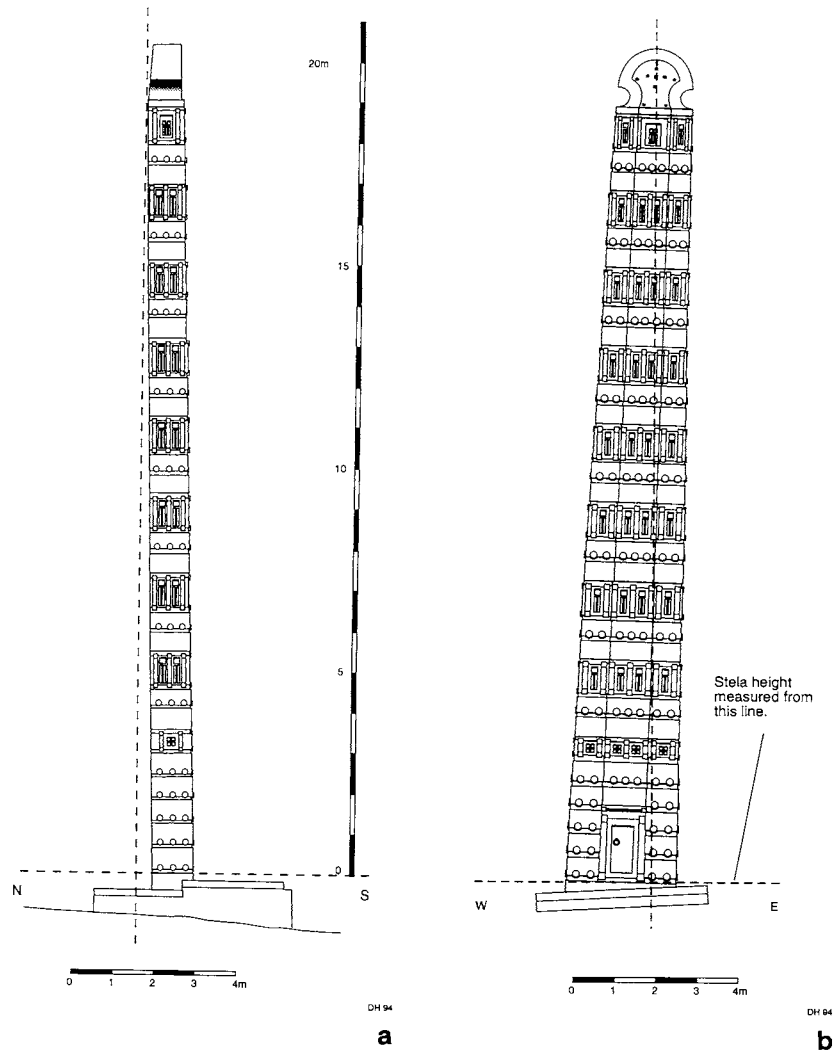 20m
15
10
5
0
N
S
0 1 2 3 4m
DH 94
a
Stela height
measured from
this line.
W
E
0 1 2 3 4m
DH 94
b